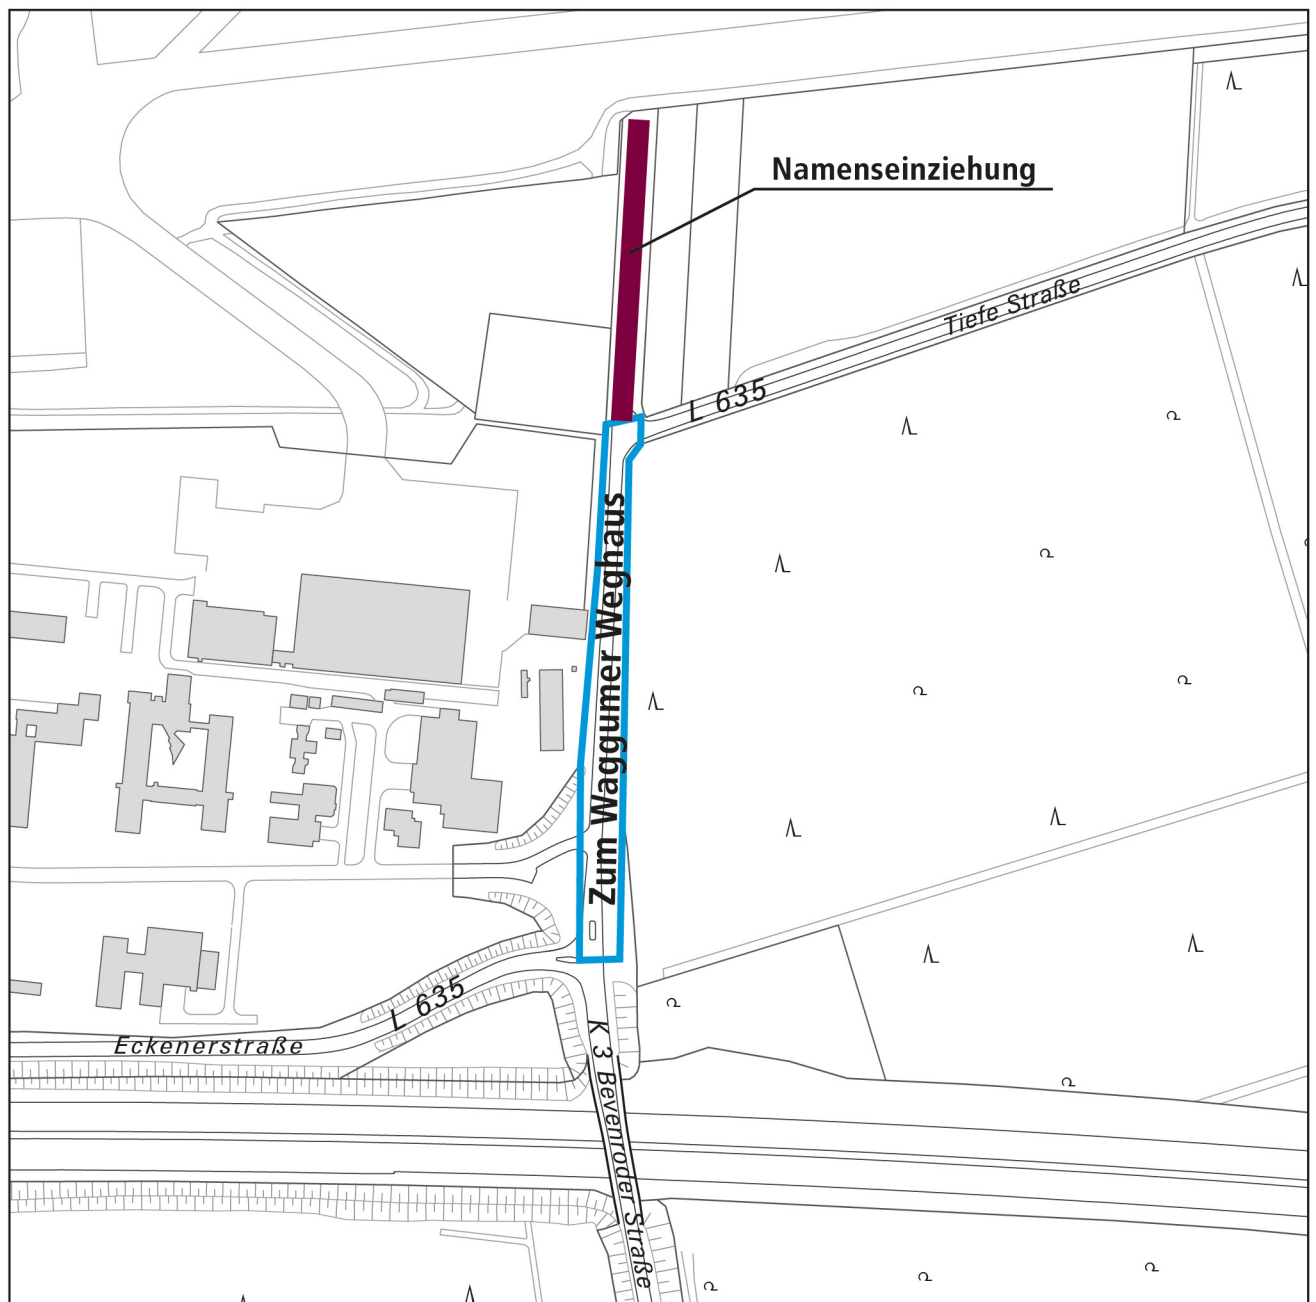 Namenseinziehung
Tiefe Straße
L 635
Zum Waggumer Weghaus
L 635
Eckenerstraße
K 3
Bevenroder Straße